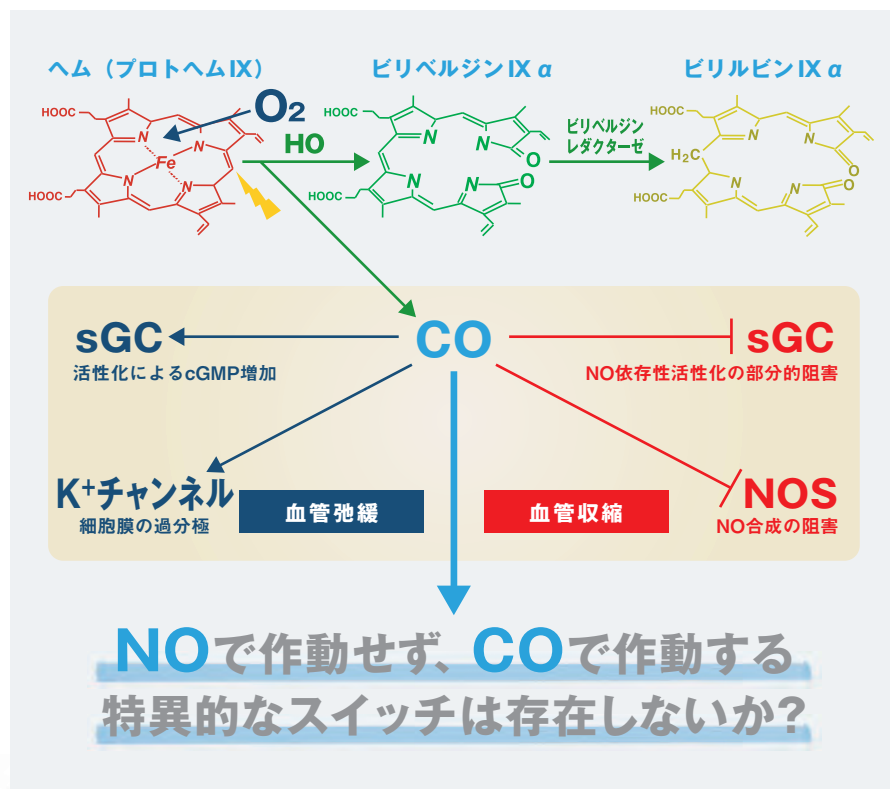 ヘム（プロトヘムIX）
ビリベルジンIXα
ビリルビンIXα
O2
HOOC
HOOC
N
N
N
N
Fe
HO
HOOC
HOOC
N
N
N
N
O
O
ビリベルジン
レダクターゼ
HOOC
HOOC
H2C
N
N
N
N
O
O
sGC
活性化によるcGMP増加
CO
sGC
NO依存性活性化の部分的阻害
K+チャンネル
細胞膜の過分極
血管弛緩
血管収縮
NOS
NO合成の阻害
NOで作動せず、COで作動する
特異的なスイッチは存在しないか?